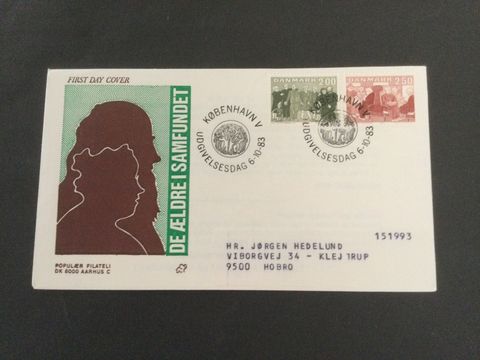 FIRST DAY COVER
DE ÆLDRE I SAMFUNDET
POPULÆR FILATELI
DK 8000 AARHUS C
KØBENHAVN V
UDGIVELSESDAG 6-10-83
DANMARK 2.00
DANMARK 2.50
KØBENHAVN V
UDGIVELSESDAG 6-10-83
151993
HR. JØRGEN HEDELUND
VIBORGVEJ 34 - KLEJTRUP
9500 HOBRO